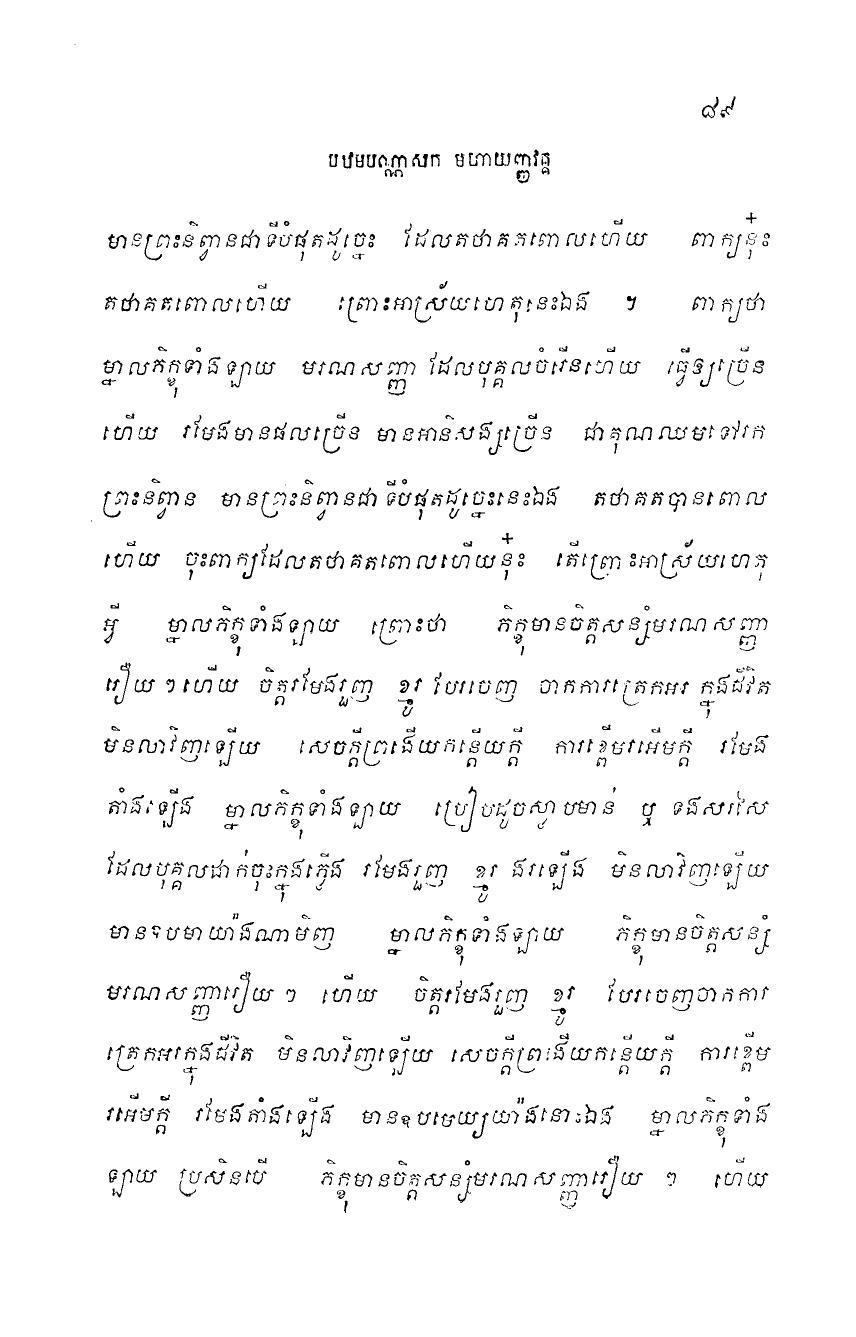 ៨៩
បឋមបណ្ណាសក មហាយញ្ញវគ្គ
មានព្រះនិព្វានជាទីបំផុតដូច្នេះ ដែលតថាគតពោលហើយ ពាក្យនុ៎ះ
តថាគតពោលហើយ ព្រោះអាស្រ័យហេតុនេះឯង ។ ពាក្យថា
ម្នាលភិក្ខុទាំងឡាយ មរណសញ្ញា ដែលបុគ្គលចំរើនហើយ ធ្វើឲ្យច្រើន
ហើយ រមែងមានផលច្រើន មានអានិសង្សច្រើន ជាគុណឈមទៅរក
ព្រះនិព្វាន មានព្រះនិព្វានជា ទីបំផុតដូច្នេះនេះឯង តថាគតបានពោល
ហើយ ចុះពាក្យដែលតថាគតពោលហើយនុ៎ះ តើព្រោះអាស្រ័យហេតុ
អ្វី ម្នាលភិក្ខុទាំងឡាយ ព្រោះថា ភិក្ខុមានចិត្តសន្សំមរណសញ្ញា
រឿយ ៗ ហើយ ចិត្តរមែងរួញ ខ្មូរ បែរចេញ ចាកការត្រេកអរ ក្នុងជីវិត
មិនលាវិញឡើយ សេចក្តីព្រងើយកន្តើយក្តី ការខ្ពើមរអើមក្តី រមែង
តាំងឡើង ម្នាលភិក្ខុទាំងឡាយ ប្រៀបដូចស្លាបមាន់ ឬ ទងសរសៃ
ដែលបុគ្គលដាក់ចុះក្នុងភ្លើង រមែងរួញ ខ្មូរ ងរឡើង មិនលាវិញឡើយ
មានឧបមាយ៉ាងណាមិញ ម្នាលភិក្ខុទាំងឡាយ ភិក្ខុមានចិត្តសន្សំ
មរណសញ្ញារឿយ ៗ ហើយ ចិត្តរមែងរួញ ខ្មូរ បែរចេញចាកការ
ត្រេកអរក្នុងជីវិត មិនលាវិញឡើយ សេចក្តីព្រងើយកន្តើយក្តី ការខ្ពើម
រអើមក្តី រមែងតាំងឡើង មានឧបមេយ្យយ៉ាងនោះឯង ម្នាលភិក្ខុទាំង
ឡាយ ប្រសិនបើ ភិក្ខុមានចិត្តសន្សំមរណសញ្ញារឿយ ៗ ហើយ